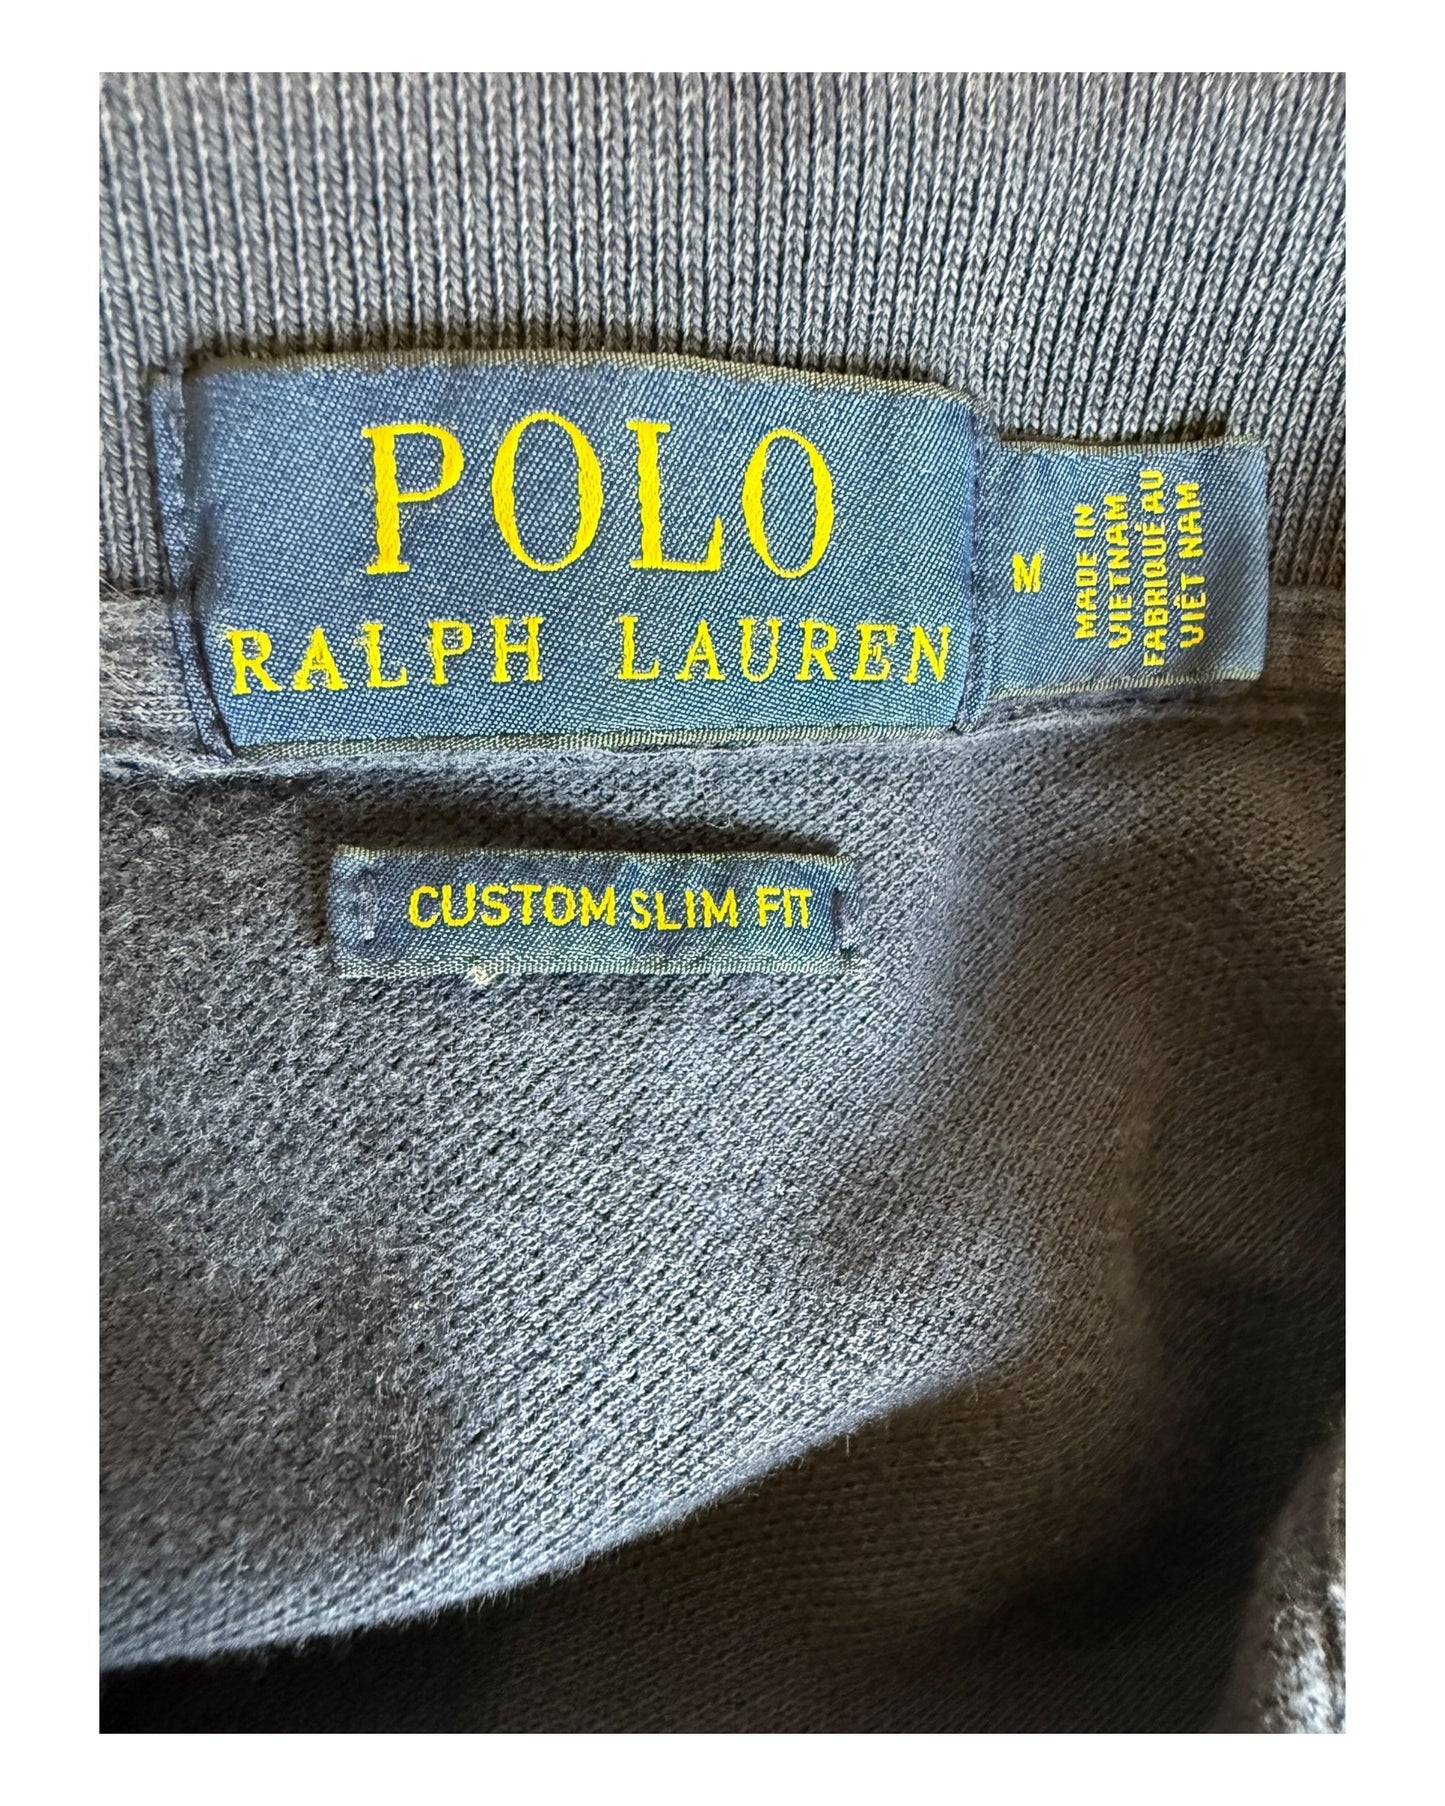 POLO
RALPH LAUREN
M
MADE IN
VIETNAM
FABRIQUÉ AU
VIÊT NAM
CUSTOM SLIM FIT